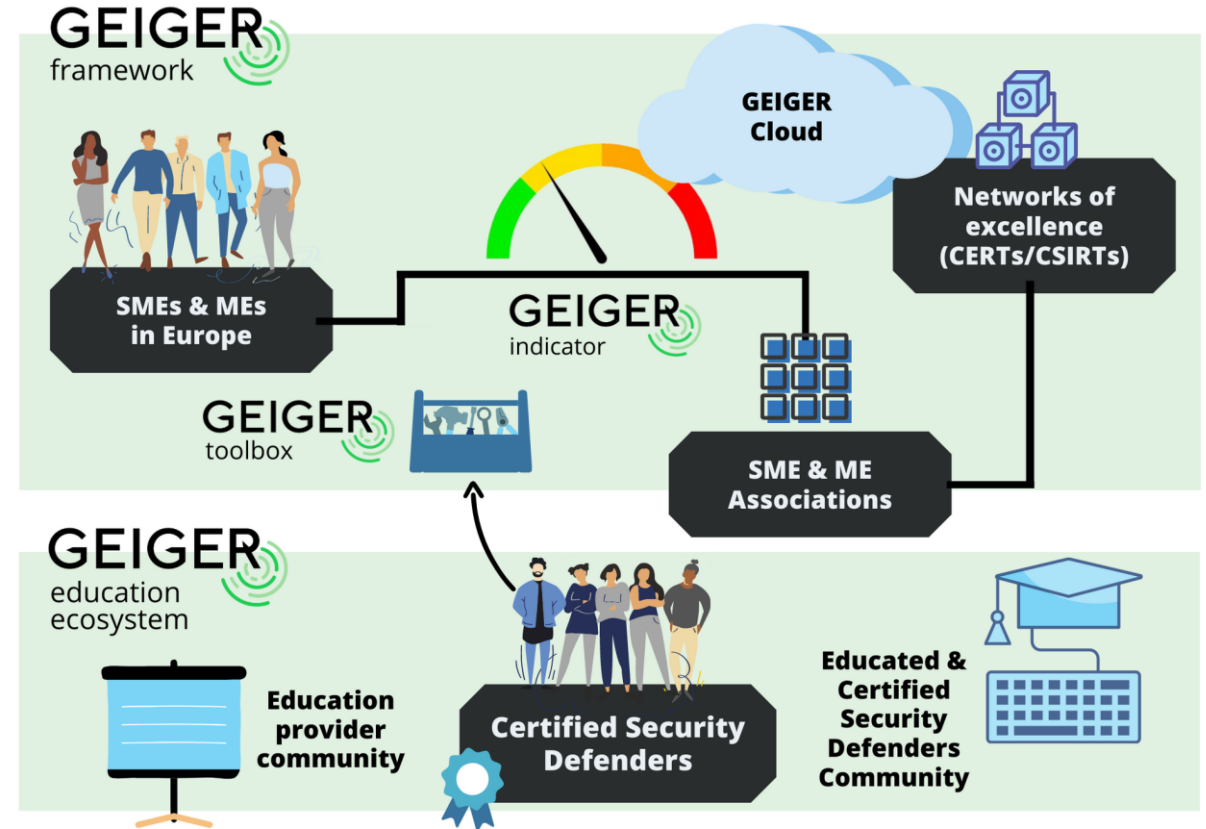 GEIGER
framework
GEIGER
Cloud
Networks of
excellence
(CERTs/CSIRTs)
SMEs & MEs
in Europe
GEIGER
indicator
GEIGER
toolbox
SME & ME
Associations
GEIGER
education
ecosystem
Education
provider
community
Certified Security
Defenders
Educated &
Certified
Security
Defenders
Community